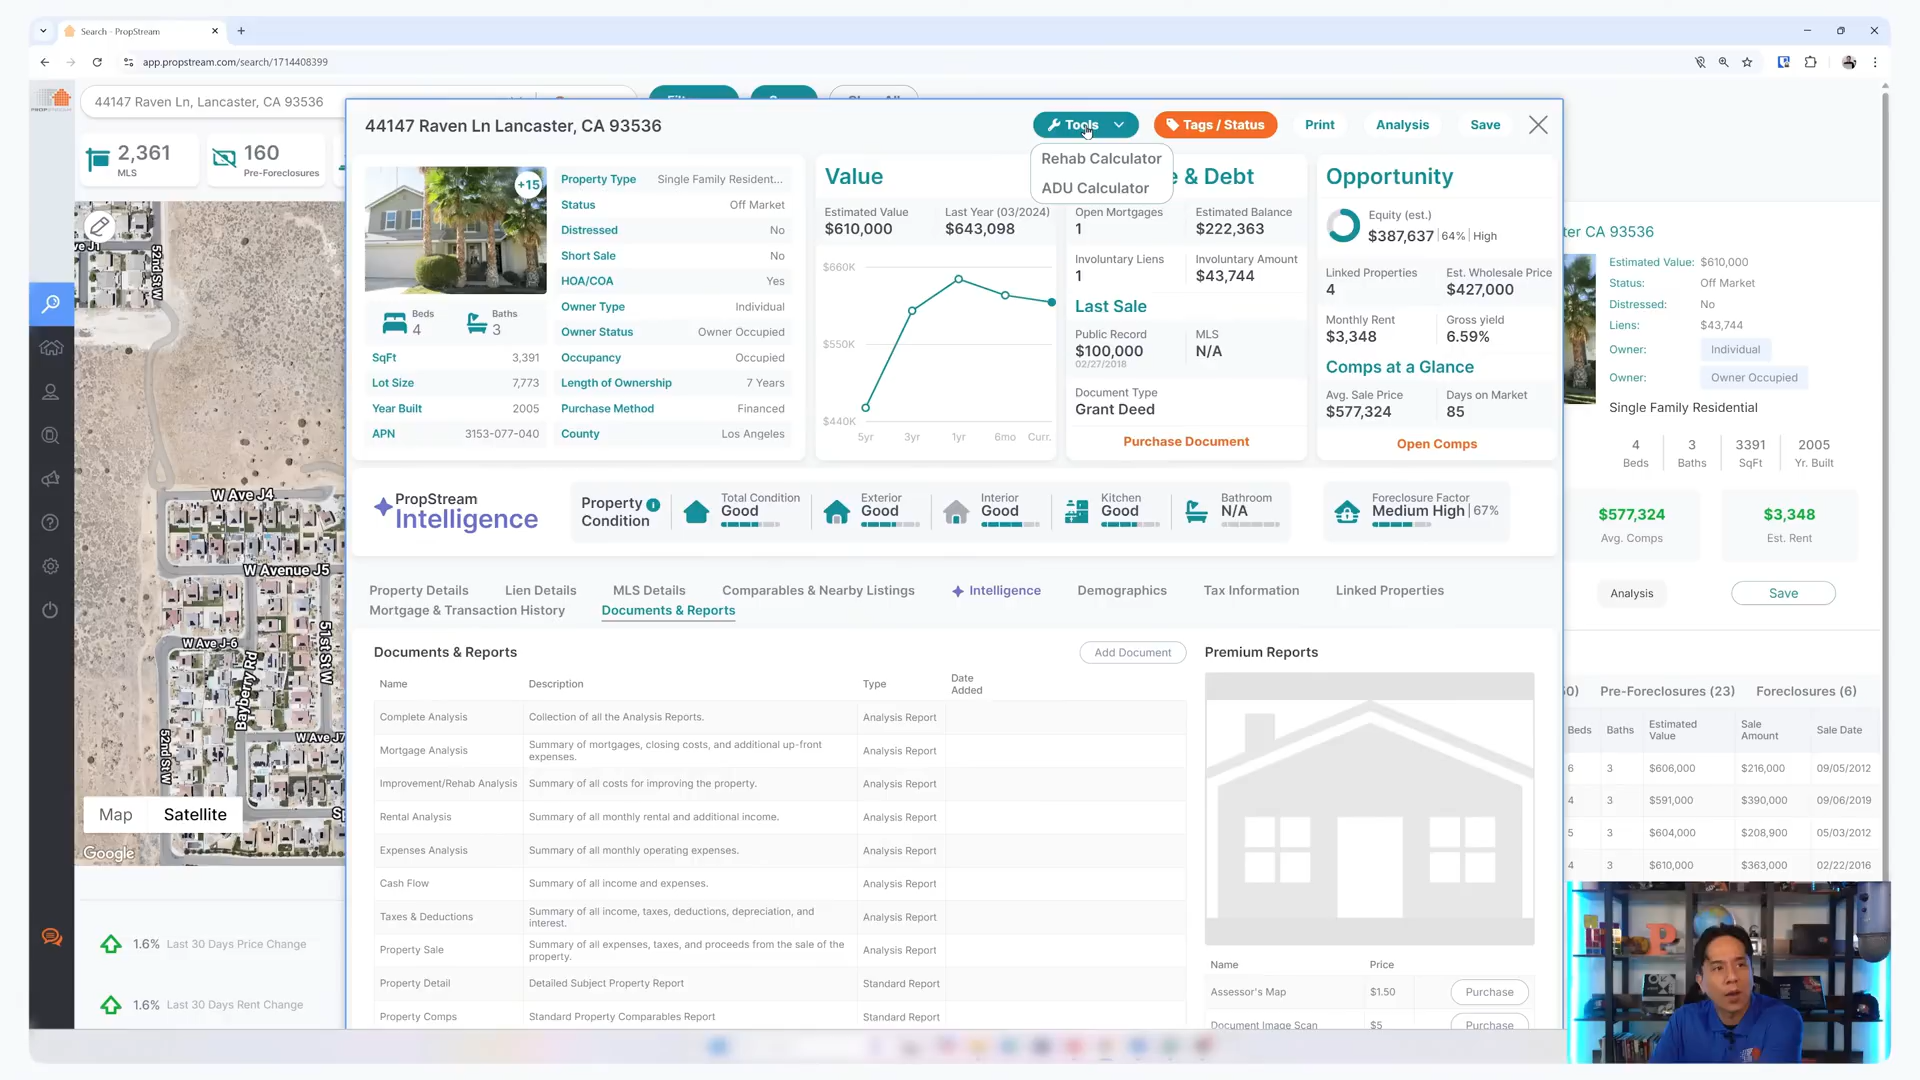 Search - PropStream
app.propstream.com/search/1714408399
44147 Raven Ln, Lancaster, CA 93536
2,361
MLS
160
Pre-Foreclosures
44147 Raven Ln Lancaster, CA 93536
Tools
Tags / Status
Print
Analysis
Save
Rehab Calculator
ADU Calculator
+15
Beds
4
Baths
3
SqFt 3,391
Lot Size 7,773
Year Built 2005
APN 3153-077-040
Property Type Single Family Resident...
Status Off Market
Distressed No
Short Sale No
HOA/COA Yes
Owner Type Individual
Owner Status Owner Occupied
Occupancy Occupied
Length of Ownership 7 Years
Purchase Method Financed
County Los Angeles
Value
Estimated Value
$610,000
Last Year (03/2024)
$643,098
$660K
$550K
$440K
5yr 3yr 1yr 6mo Curr.
& Debt
Open Mortgages
1
Estimated Balance
$222,363
Involuntary Liens
1
Involuntary Amount
$43,744
Last Sale
Public Record
$100,000
02/27/2018
MLS
N/A
Document Type
Grant Deed
Purchase Document
Opportunity
Equity (est.)
$387,637 | 64% | High
Linked Properties
4
Est. Wholesale Price
$427,000
Monthly Rent
$3,348
Gross yield
6.59%
Comps at a Glance
Avg. Sale Price
$577,324
Days on Market
85
Open Comps
PropStream
Intelligence
Property
Condition
Total Condition
Good
Exterior
Good
Interior
Good
Kitchen
Good
Bathroom
N/A
Foreclosure Factor
Medium High | 67%
Property Details
Lien Details
MLS Details
Comparables & Nearby Listings
Intelligence
Demographics
Tax Information
Linked Properties
Mortgage & Transaction History
Documents & Reports
Documents & Reports
Add Document
Name Description Type Date Added
Complete Analysis Collection of all the Analysis Reports. Analysis Report
Mortgage Analysis Summary of mortgages, closing costs, and additional up-front expenses. Analysis Report
Improvement/Rehab Analysis Summary of all costs for improving the property. Analysis Report
Rental Analysis Summary of all monthly rental and additional income. Analysis Report
Expenses Analysis Summary of all monthly operating expenses. Analysis Report
Cash Flow Summary of all income and expenses. Analysis Report
Taxes & Deductions Summary of all income, taxes, deductions, depreciation, and interest. Analysis Report
Property Sale Summary of all expenses, taxes, and proceeds from the sale of the property. Analysis Report
Property Detail Detailed Subject Property Report Standard Report
Property Comps Standard Property Comparables Report Standard Report
Premium Reports
Name Price
Assessor's Map $1.50 Purchase
Document Image Scan $5 Purchase
W Ave J4
W Avenue J5
W Ave J-6
W Ave J7
52nd St W
51st St W
Bayberry Rd
52nd St W
Map
Satellite
Google
1.6% Last 30 Days Price Change
1.6% Last 30 Days Rent Change
ter CA 93536
Estimated Value: $610,000
Status: Off Market
Distressed: No
Liens: $43,744
Owner: Individual
Owner: Owner Occupied
Single Family Residential
4 3 3391 2005
Beds Baths SqFt Yr. Built
$577,324
Avg. Comps
$3,348
Est. Rent
Analysis
Save
Pre-Foreclosures (23)
Foreclosures (6)
Beds Baths Estimated Value Sale Amount Sale Date
6 3 $606,000 $216,000 09/05/2012
4 3 $591,000 $390,000 09/06/2019
5 3 $604,000 $208,900 05/03/2012
4 3 $610,000 $363,000 02/22/2016